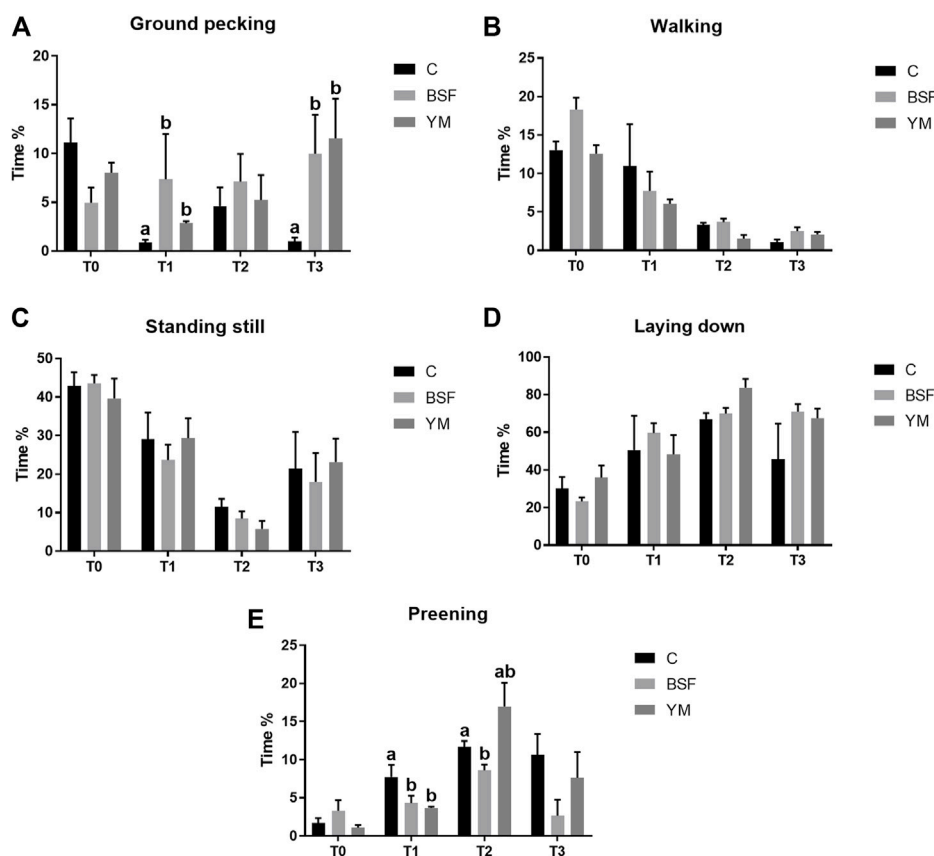 A
Ground pecking
20
15
10
5
0
Time %
a
b
b
a
b
b
T0 T1 T2 T3
C
BSF
YM
B
Walking
25
20
15
10
5
0
Time %
T0 T1 T2 T3
C
BSF
YM
C
Standing still
50
40
30
20
10
0
Time %
T0 T1 T2 T3
C
BSF
YM
D
Laying down
100
80
60
40
20
0
Time %
T0 T1 T2 T3
C
BSF
YM
E
Preening
25
20
15
10
5
0
Time %
a
b
b
a
b
ab
T0 T1 T2 T3
C
BSF
YM